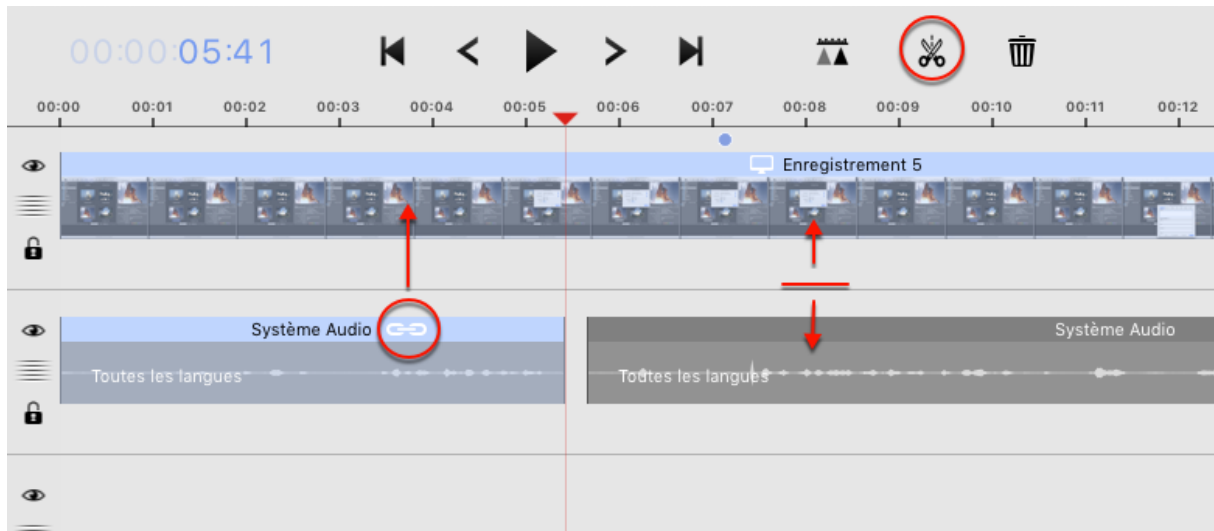 00:00:05:41
00:00 00:01 00:02 00:03 00:04 00:05 00:06 00:07 00:08 00:09 00:10 00:11 00:12
Enregistrement 5
Système Audio Système Audio
Toutes les langues Toutes les langues